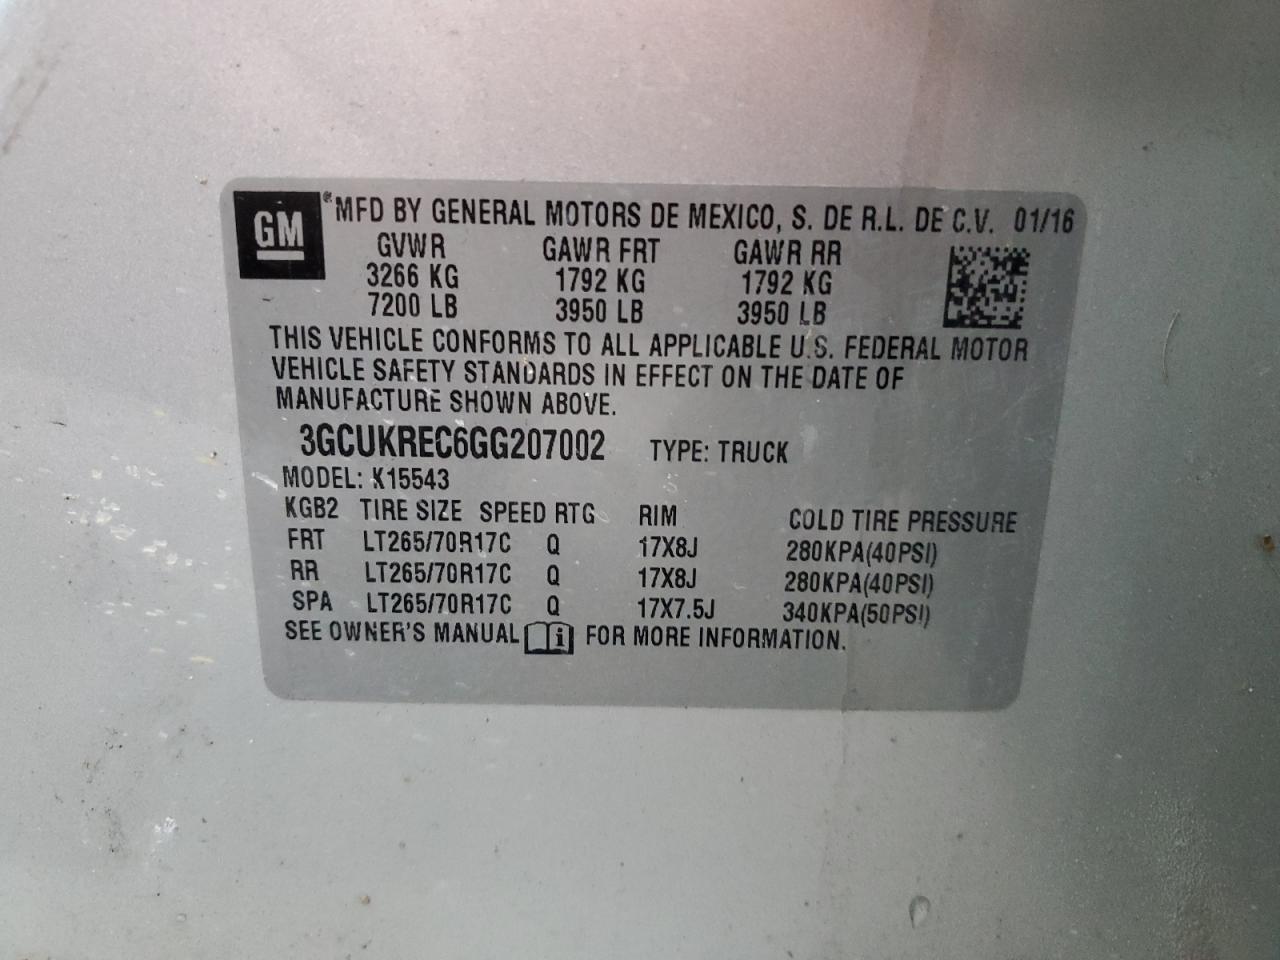 GM ® MFD BY GENERAL MOTORS DE MEXICO, S. DE R.L. DE C.V. 01/16
GVWR GAWR FRT GAWR RR
3266 KG 1792 KG 1792 KG
7200 LB 3950 LB 3950 LB
THIS VEHICLE CONFORMS TO ALL APPLICABLE U.S. FEDERAL MOTOR
VEHICLE SAFETY STANDARDS IN EFFECT ON THE DATE OF
MANUFACTURE SHOWN ABOVE.
3GCUKREC6GG207002 TYPE: TRUCK
MODEL: K15543
KGB2 TIRE SIZE SPEED RTG RIM COLD TIRE PRESSURE
FRT LT265/70R17C Q 17X8J 280KPA(40PSI)
RR LT265/70R17C Q 17X8J 280KPA(40PSI)
SPA LT265/70R17C Q 17X7.5J 340KPA(50PSI)
SEE OWNER'S MANUAL i FOR MORE INFORMATION.